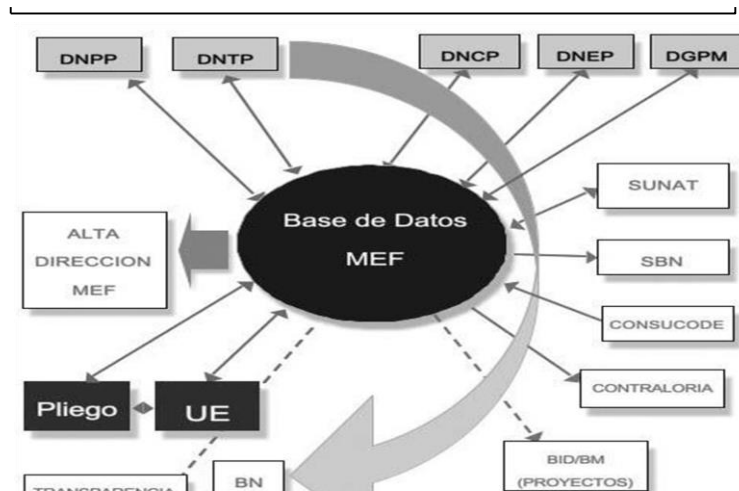 DNPP
DNTP
DNCP
DNEP
DGPM
Base de Datos
MEF
SUNAT
ALTA
DIRECCION
MEF
SBN
CONSUCODE
CONTRALORIA
Pliego
UE
BID/BM
(PROYECTOS)
BN
TRANSPARENCIA